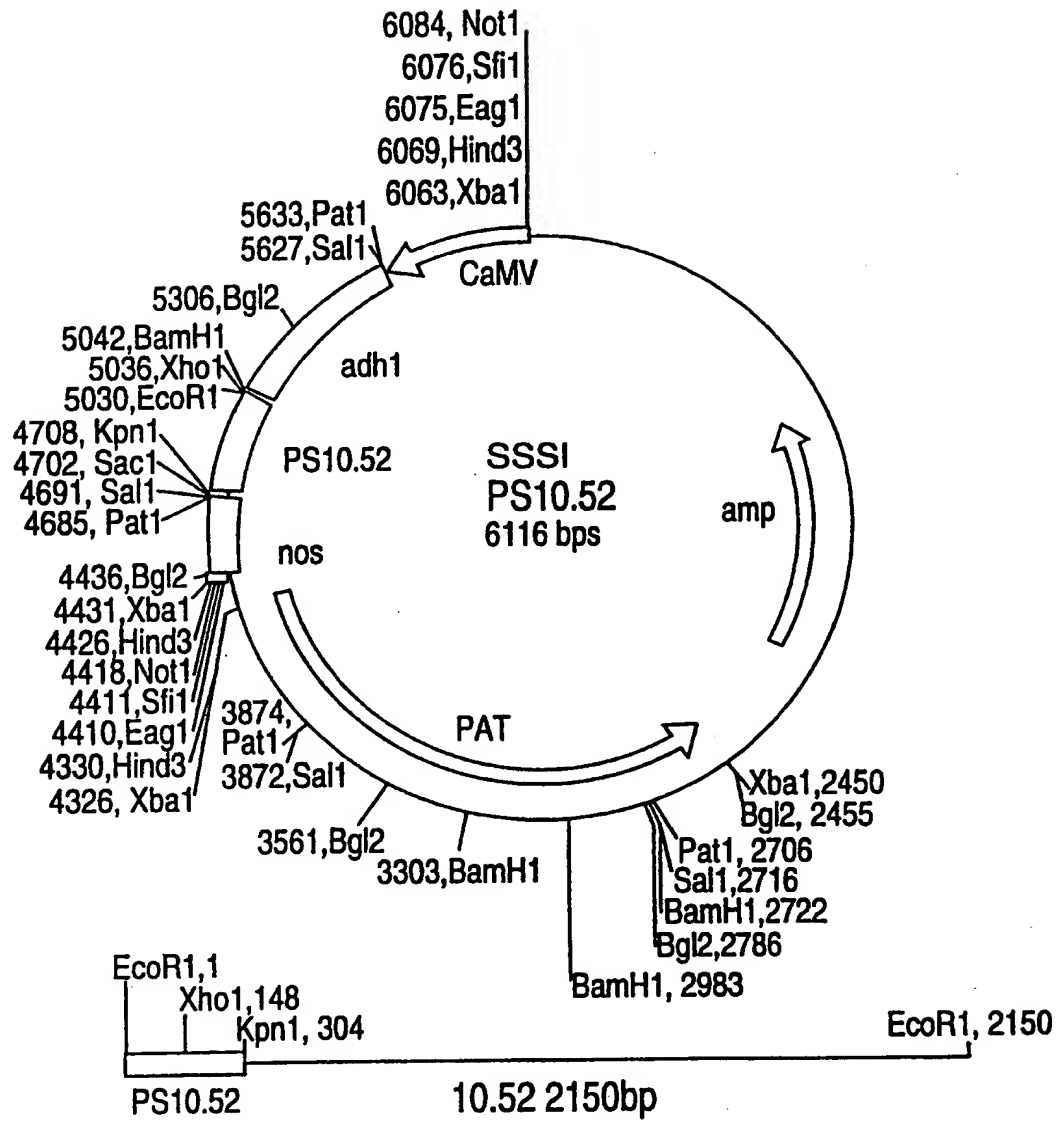 6084, Not1
6076,Sfi1
6075,Eag1
6069,Hind3
6063,Xba1
5633,Pat1
5627,Sal1
CaMV
5306,Bgl2
5042,BamH1
5036,Xho1
5030,EcoR1
adh1
4708, Kpn1
4702, Sac1
4691, Sal1
4685, Pat1
PS10.52
SSSI
PS10.52
6116 bps
amp
nos
4436,Bgl2
4431,Xba1
4426,Hind3
4418,Not1
4411,Sfi1
4410,Eag1
4330,Hind3
4326, Xba1
3874,
Pat1
3872,Sal1
PAT
3561,Bgl2
3303,BamH1
Xba1,2450
Bgl2, 2455
Pat1, 2706
Sal1,2716
BamH1,2722
Bgl2,2786
BamH1, 2983
EcoR1,1
Xho1,148
Kpn1, 304
EcoR1, 2150
PS10.52
10.52 2150bp